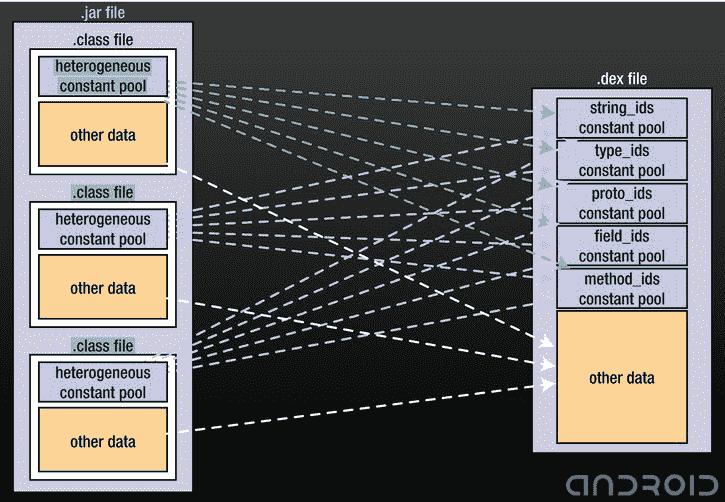 .jar file
.class file
heterogeneous
constant pool
other data
.class file
heterogeneous
constant pool
other data
.class file
heterogeneous
constant pool
other data
.dex file
string_ids
constant pool
type_ids
constant pool
proto_ids
constant pool
field_ids
constant pool
method_ids
constant pool
other data
ANDROID